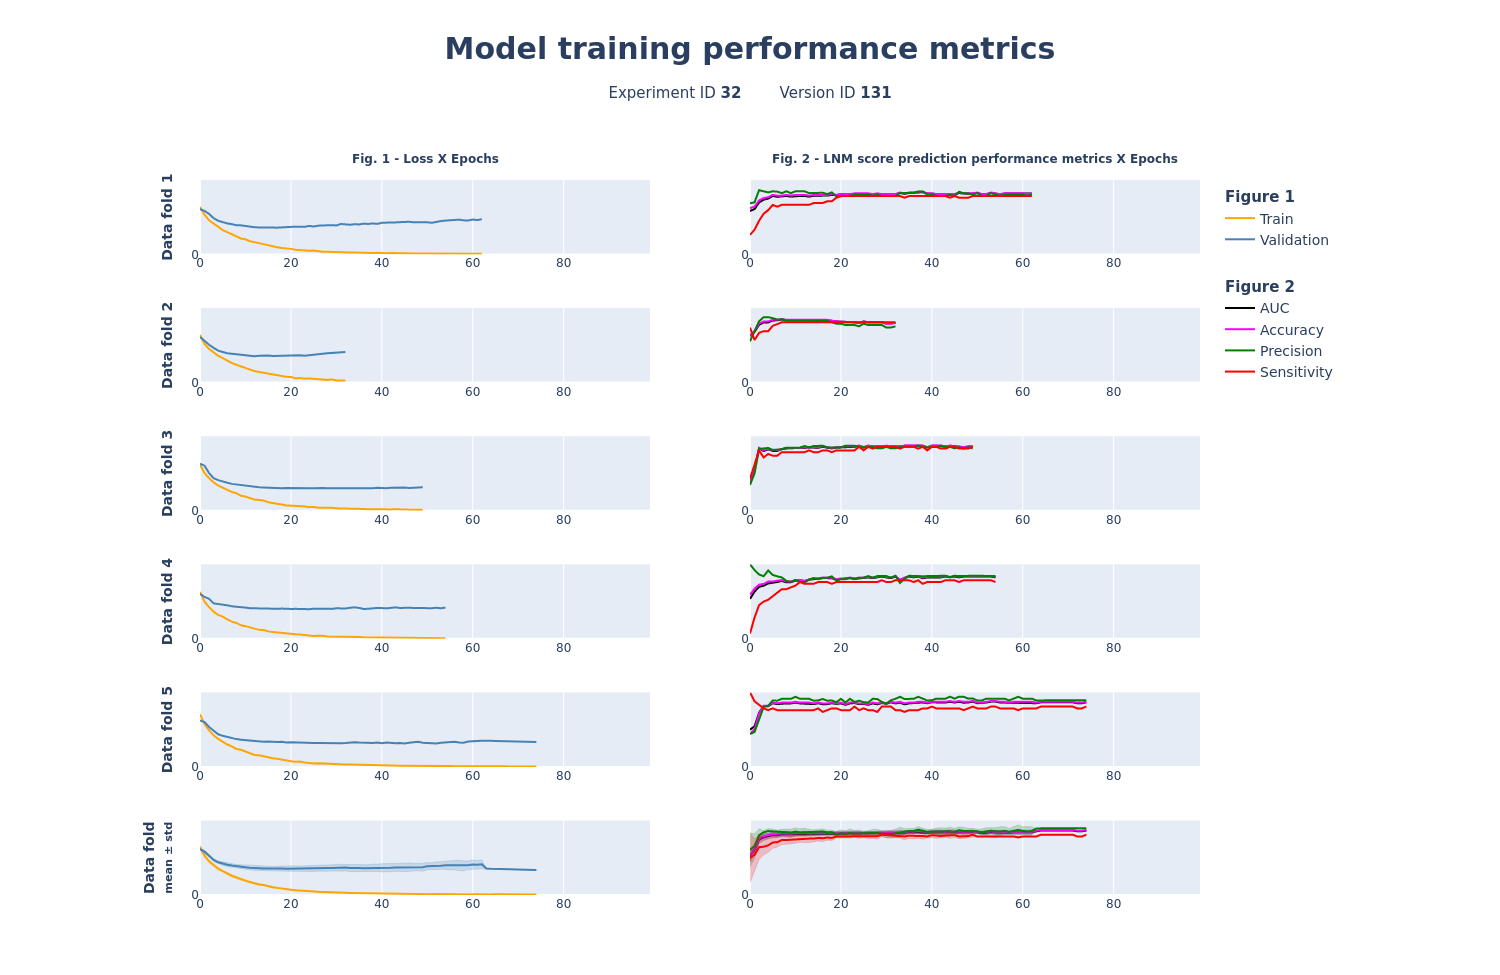 Model training performance metrics
Experiment ID 32 Version ID 131
Fig. 1 - Loss X Epochs
Fig. 2 - LNM score prediction performance metrics X Epochs
Data fold 1
0
0 20 40 60 80
0
0 20 40 60 80
Figure 1
Train
Validation
Figure 2
AUC
Accuracy
Precision
Sensitivity
Data fold 2
0
0 20 40 60 80
0
0 20 40 60 80
Data fold 3
0
0 20 40 60 80
0
0 20 40 60 80
Data fold 4
0
0 20 40 60 80
0
0 20 40 60 80
Data fold 5
0
0 20 40 60 80
0
0 20 40 60 80
Data fold
mean ± std
0
0 20 40 60 80
0
0 20 40 60 80